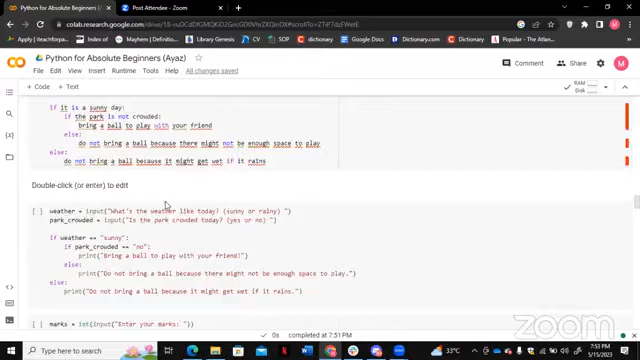 Python for Absolute Beginners (A
Post Attendee - Zoom
colab.research.google.com/drive/
Apply | iteachforpa...
YouTube
Maps
Mayhem | Definition...
Library Genesis
CV
SOP
CSP
dictionary
Google
Dictionary.com
Popular - The Atlan...
Python for Absolute Beginners (Ayaz)
Comment
Share
File Edit View Insert Runtime Tools Help All changes saved
+ Code + Text
RAM
Disk
if it is a sunny day:
if the park is not crowded:
bring a ball to play with your friend
else:
do not bring a ball because there might not be enough space to play
else:
do not bring a ball because it might get wet if it rains
Double-click (or enter) to edit
[ ] weather = input("What's the weather like today? (sunny or rainy) ")
park_crowded = input("Is the park crowded today? (yes or no) ")
if weather == "sunny":
if park_crowded == "no":
print("Bring a ball to play with your friend!")
else:
print("Do not bring a ball because there might not be enough space to play.")
else:
print("Do not bring a ball because it might get wet if it rains.")
[ ] marks = int(input("Enter your marks: "))
0s completed at 7:51 PM
zoom
Type here to search
33°C
7:53 PM
5/15/2023